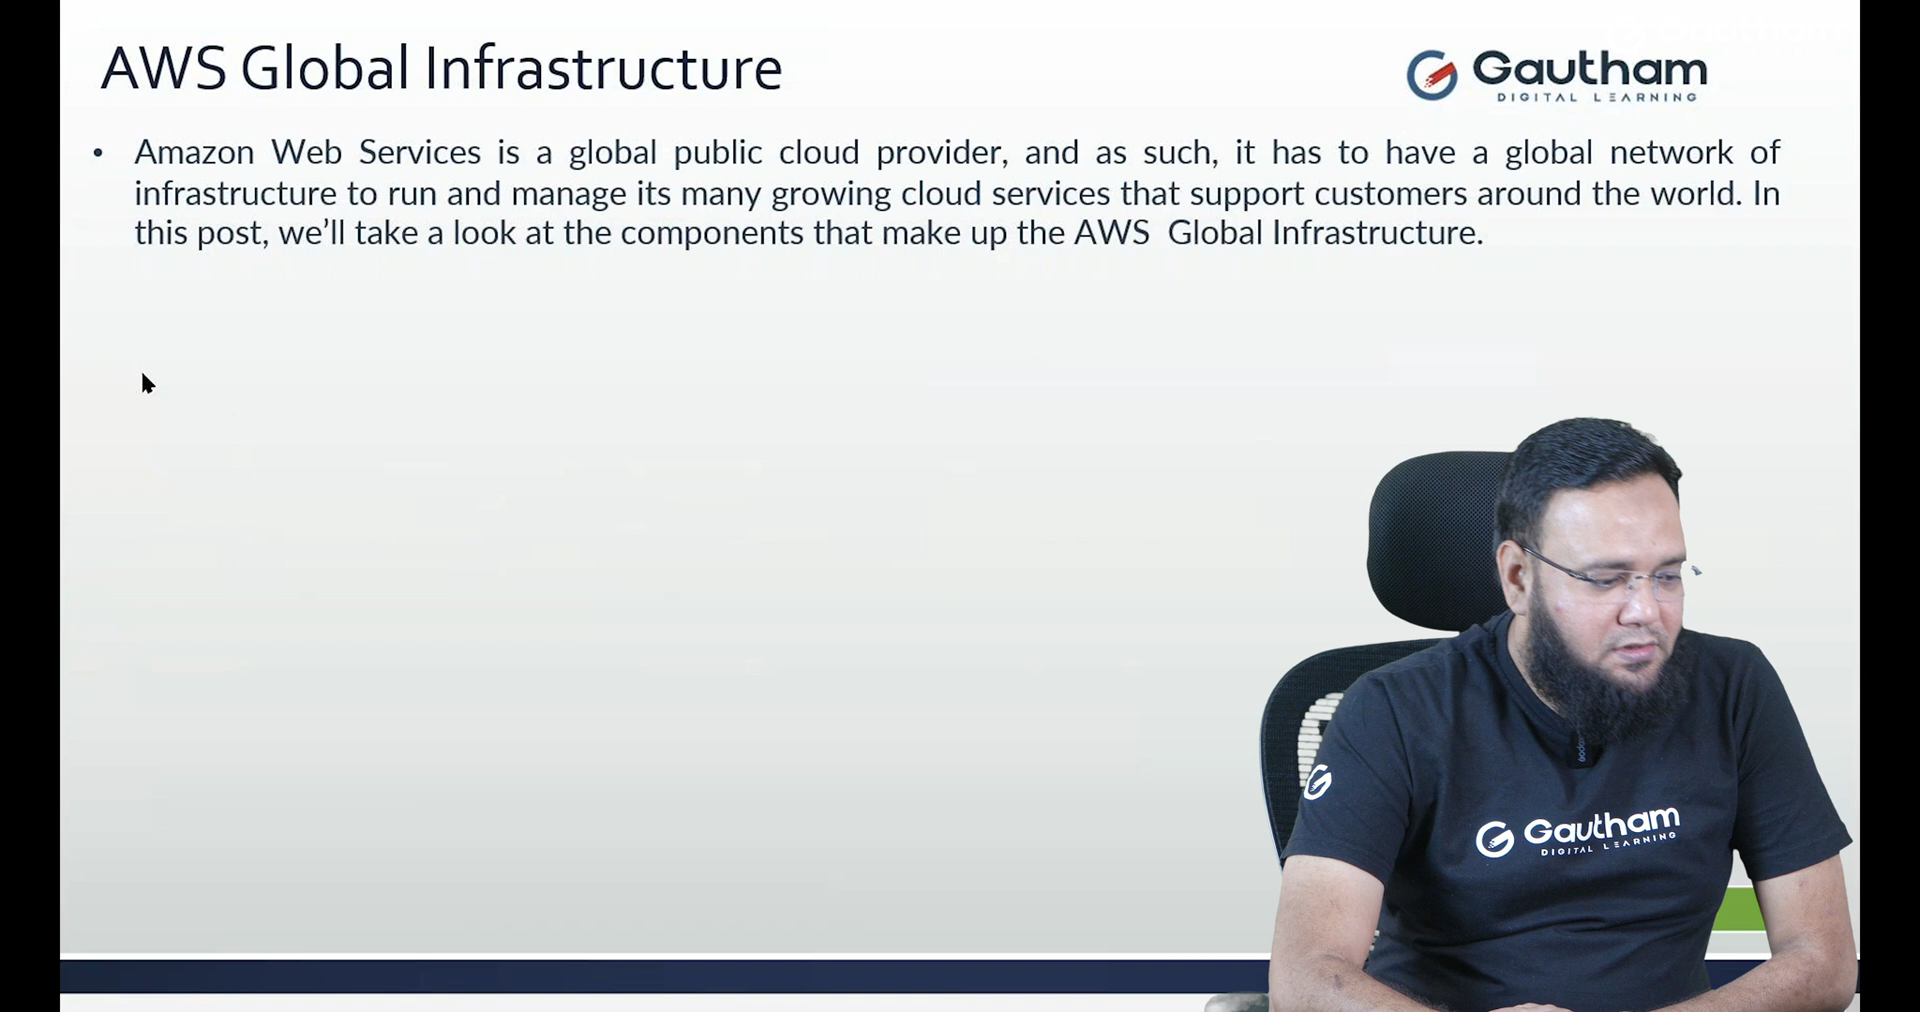 AWS Global Infrastructure
Gautham
DIGITAL LEARNING
• Amazon Web Services is a global public cloud provider, and as such, it has to have a global network of
infrastructure to run and manage its many growing cloud services that support customers around the world. In
this post, we’ll take a look at the components that make up the AWS  Global Infrastructure.
Gautham
DIGITAL LEARNING